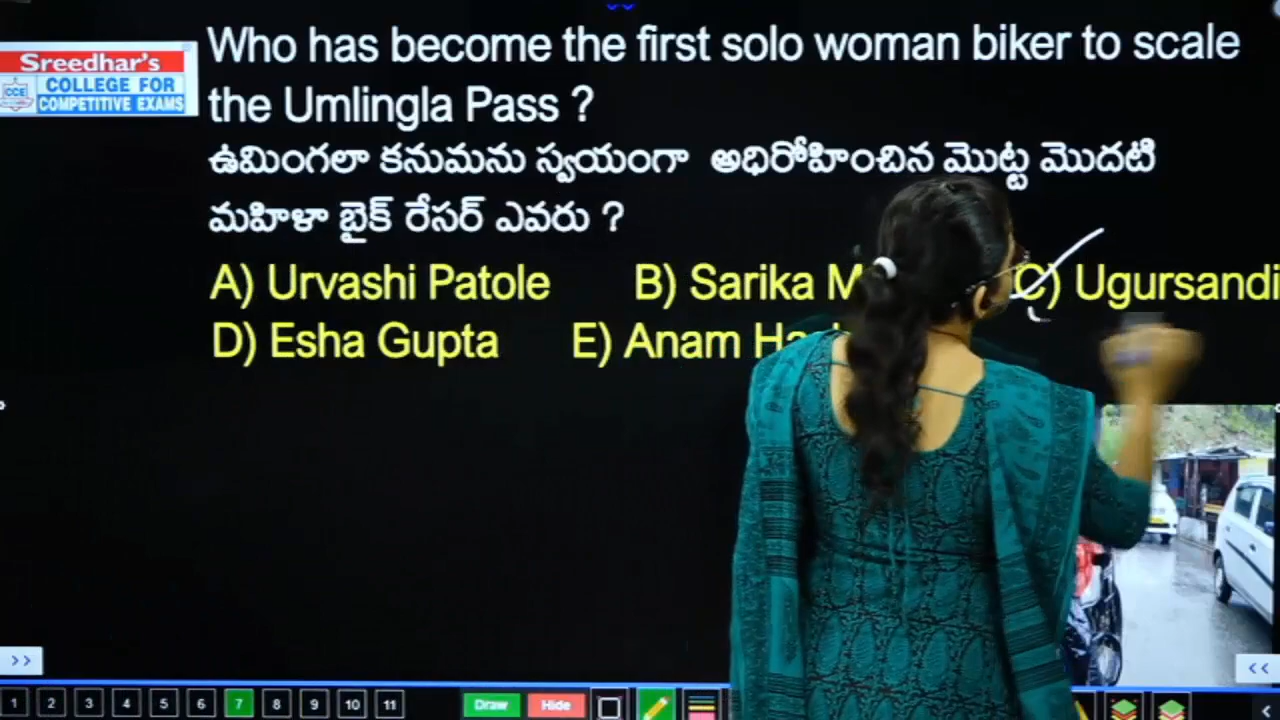 Sreedhar's
CCE
COLLEGE FOR
COMPETITIVE EXAMS
Who has become the first solo woman biker to scale
the Umlingla Pass ?
ఉమింగలా కనుమను స్వయంగా అధిరోహించిన మొట్ట మొదటి
మహిళా బైక్ రేసర్ ఎవరు ?
A) Urvashi Patole B) Sarika M C) Ugursandi
D) Esha Gupta E) Anam
>> <<
1 2 3 4 5 6 7 8 9 10 11 Draw Hide <